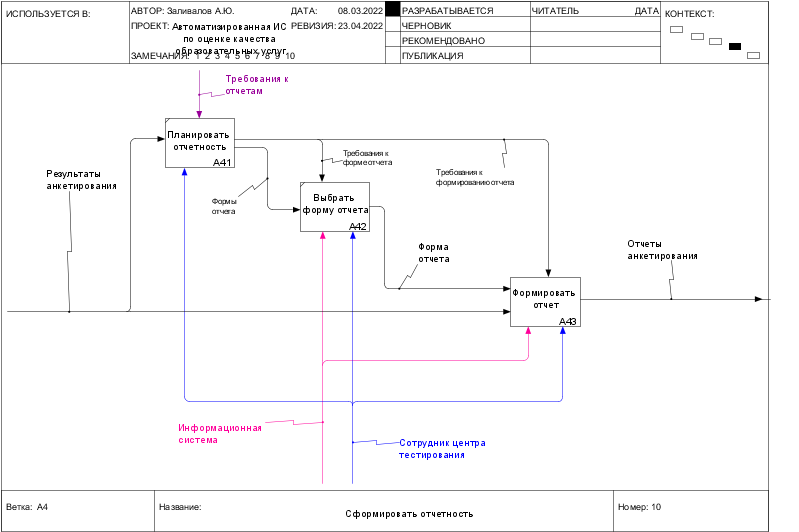 ИСПОЛЬЗУЕТСЯ В:
АВТОР: Заливалов А.Ю.
ДАТА: 08.03.2022
РАЗРАБАТЫВАЕТСЯ
ЧИТАТЕЛЬ
ДАТА
КОНТЕКСТ:
ПРОЕКТ: Автоматизированная ИС
по оценке качества
образовательных услуг
РЕВИЗИЯ: 23.04.2022
ЧЕРНОВИК
РЕКОМЕНДОВАНО
ЗАМЕЧАНИЯ: 1 2 3 4 5 6 7 8 9 10
ПУБЛИКАЦИЯ
Требования к
отчетам
Планировать
отчетность
A41
Требования к
форме отчета
Требования к
формированию отчета
Результаты
анкетирования
Формы
отчета
Выбрать
форму отчета
A42
Форма
отчета
Отчеты
анкетирования
Формировать
отчет
A43
Информационная
система
Сотрудник центра
тестирования
Ветка: A4
Название:
Сформировать отчетность
Номер: 10